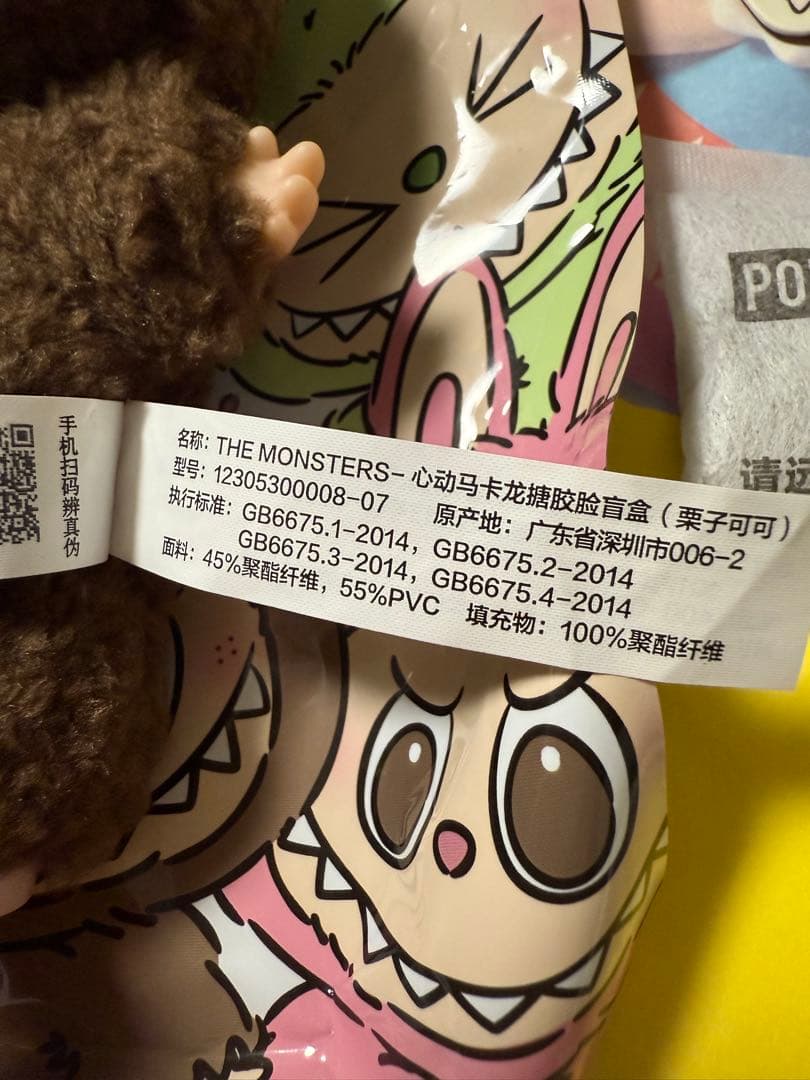 手机扫码辨真伪
名称：THE MONSTERS- 心动马卡龙搪胶脸盲盒（栗子可可）
型号：12305300008-07 原产地：广东省深圳市006-2
执行标准：GB6675.1-2014，GB6675.2-2014
GB6675.3-2014，GB6675.4-2014
面料：45%聚酯纤维，55%PVC 填充物：100%聚酯纤维
PO
请远